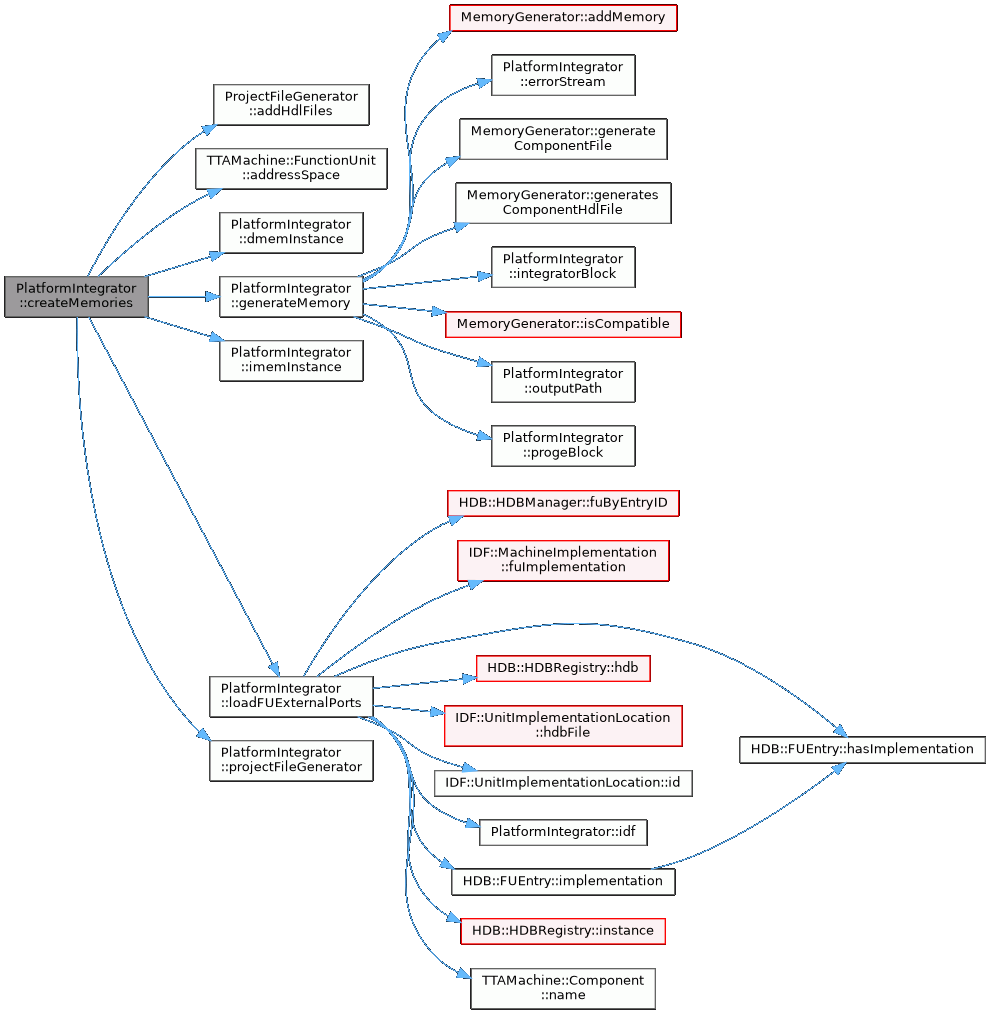 PlatformIntegrator
::createMemories
ProjectFileGenerator
::addHdlFiles
TTAMachine::FunctionUnit
::addressSpace
PlatformIntegrator
::dmemInstance
PlatformIntegrator
::generateMemory
PlatformIntegrator
::imemInstance
PlatformIntegrator
::loadFUExternalPorts
PlatformIntegrator
::projectFileGenerator
MemoryGenerator::addMemory
PlatformIntegrator
::errorStream
MemoryGenerator::generate
ComponentFile
MemoryGenerator::generates
ComponentHdlFile
PlatformIntegrator
::integratorBlock
MemoryGenerator::isCompatible
PlatformIntegrator
::outputPath
PlatformIntegrator
::progeBlock
HDB::HDBManager::fuByEntryID
IDF::MachineImplementation
::fuImplementation
HDB::HDBRegistry::hdb
IDF::UnitImplementationLocation
::hdbFile
IDF::UnitImplementationLocation::id
PlatformIntegrator::idf
HDB::FUEntry::implementation
HDB::HDBRegistry::instance
TTAMachine::Component
::name
HDB::FUEntry::hasImplementation